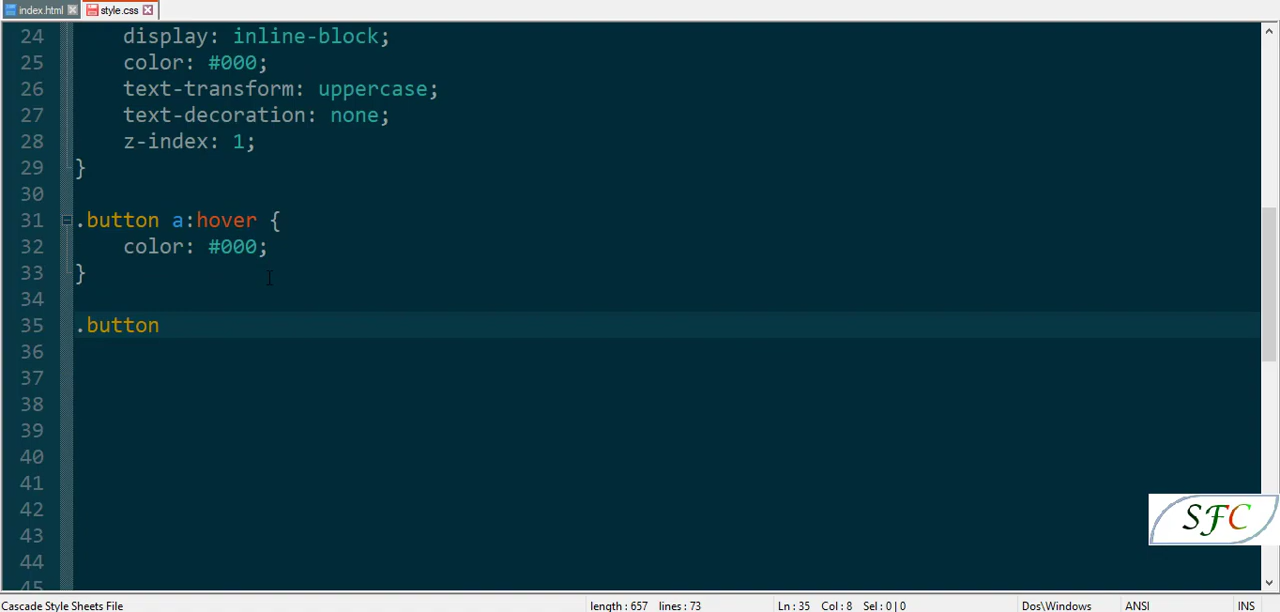 index.html style.css
24 display: inline-block;
25 color: #000;
26 text-transform: uppercase;
27 text-decoration: none;
28 z-index: 1;
29 }
30
31 .button a:hover {
32 color: #000;
33 }
34
35 .button
36
37
38
39
40
41
42
43
44
45
SFC
Cascade Style Sheets File length : 657 lines : 73 Ln : 35 Col : 8 Sel : 0 | 0 Dos\Windows ANSI INS